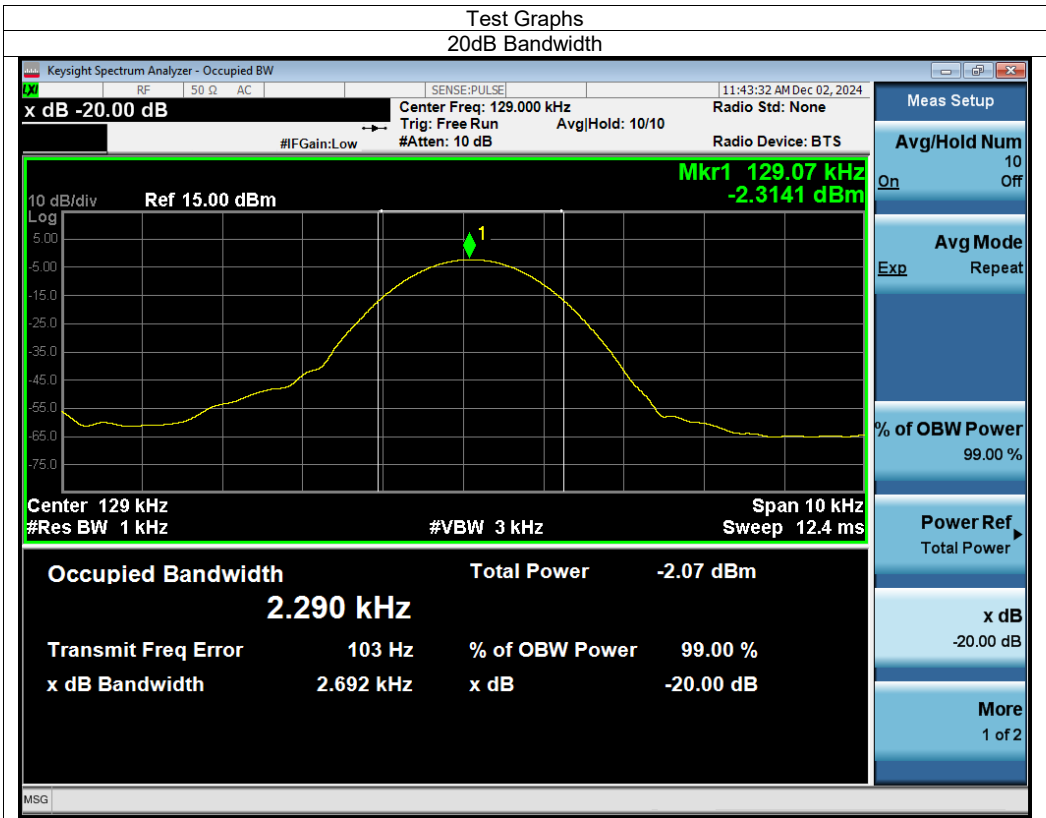 Test Graphs
20dB Bandwidth
Keysight Spectrum Analyzer - Occupied BW
LXI RF 50 Ω AC SENSE:PULSE 11:43:32 AM Dec 02, 2024
x dB -20.00 dB
Center Freq: 129.000 kHz Radio Std: None
Trig: Free Run Avg|Hold: 10/10
#IFGain:Low #Atten: 10 dB Radio Device: BTS
Mkr1 129.07 kHz
-2.3141 dBm
10 dB/div Ref 15.00 dBm
Log
5.00
1
-5.00
-15.0
-25.0
-35.0
-45.0
-55.0
-65.0
-75.0
Center 129 kHz Span 10 kHz
#Res BW 1 kHz #VBW 3 kHz Sweep 12.4 ms
Occupied Bandwidth Total Power -2.07 dBm
2.290 kHz
Transmit Freq Error 103 Hz % of OBW Power 99.00 %
x dB Bandwidth 2.692 kHz x dB -20.00 dB
MSG
Meas Setup
Avg/Hold Num
10
On Off
Avg Mode
Exp Repeat
% of OBW Power
99.00 %
Power Ref
Total Power
x dB
-20.00 dB
More
1 of 2